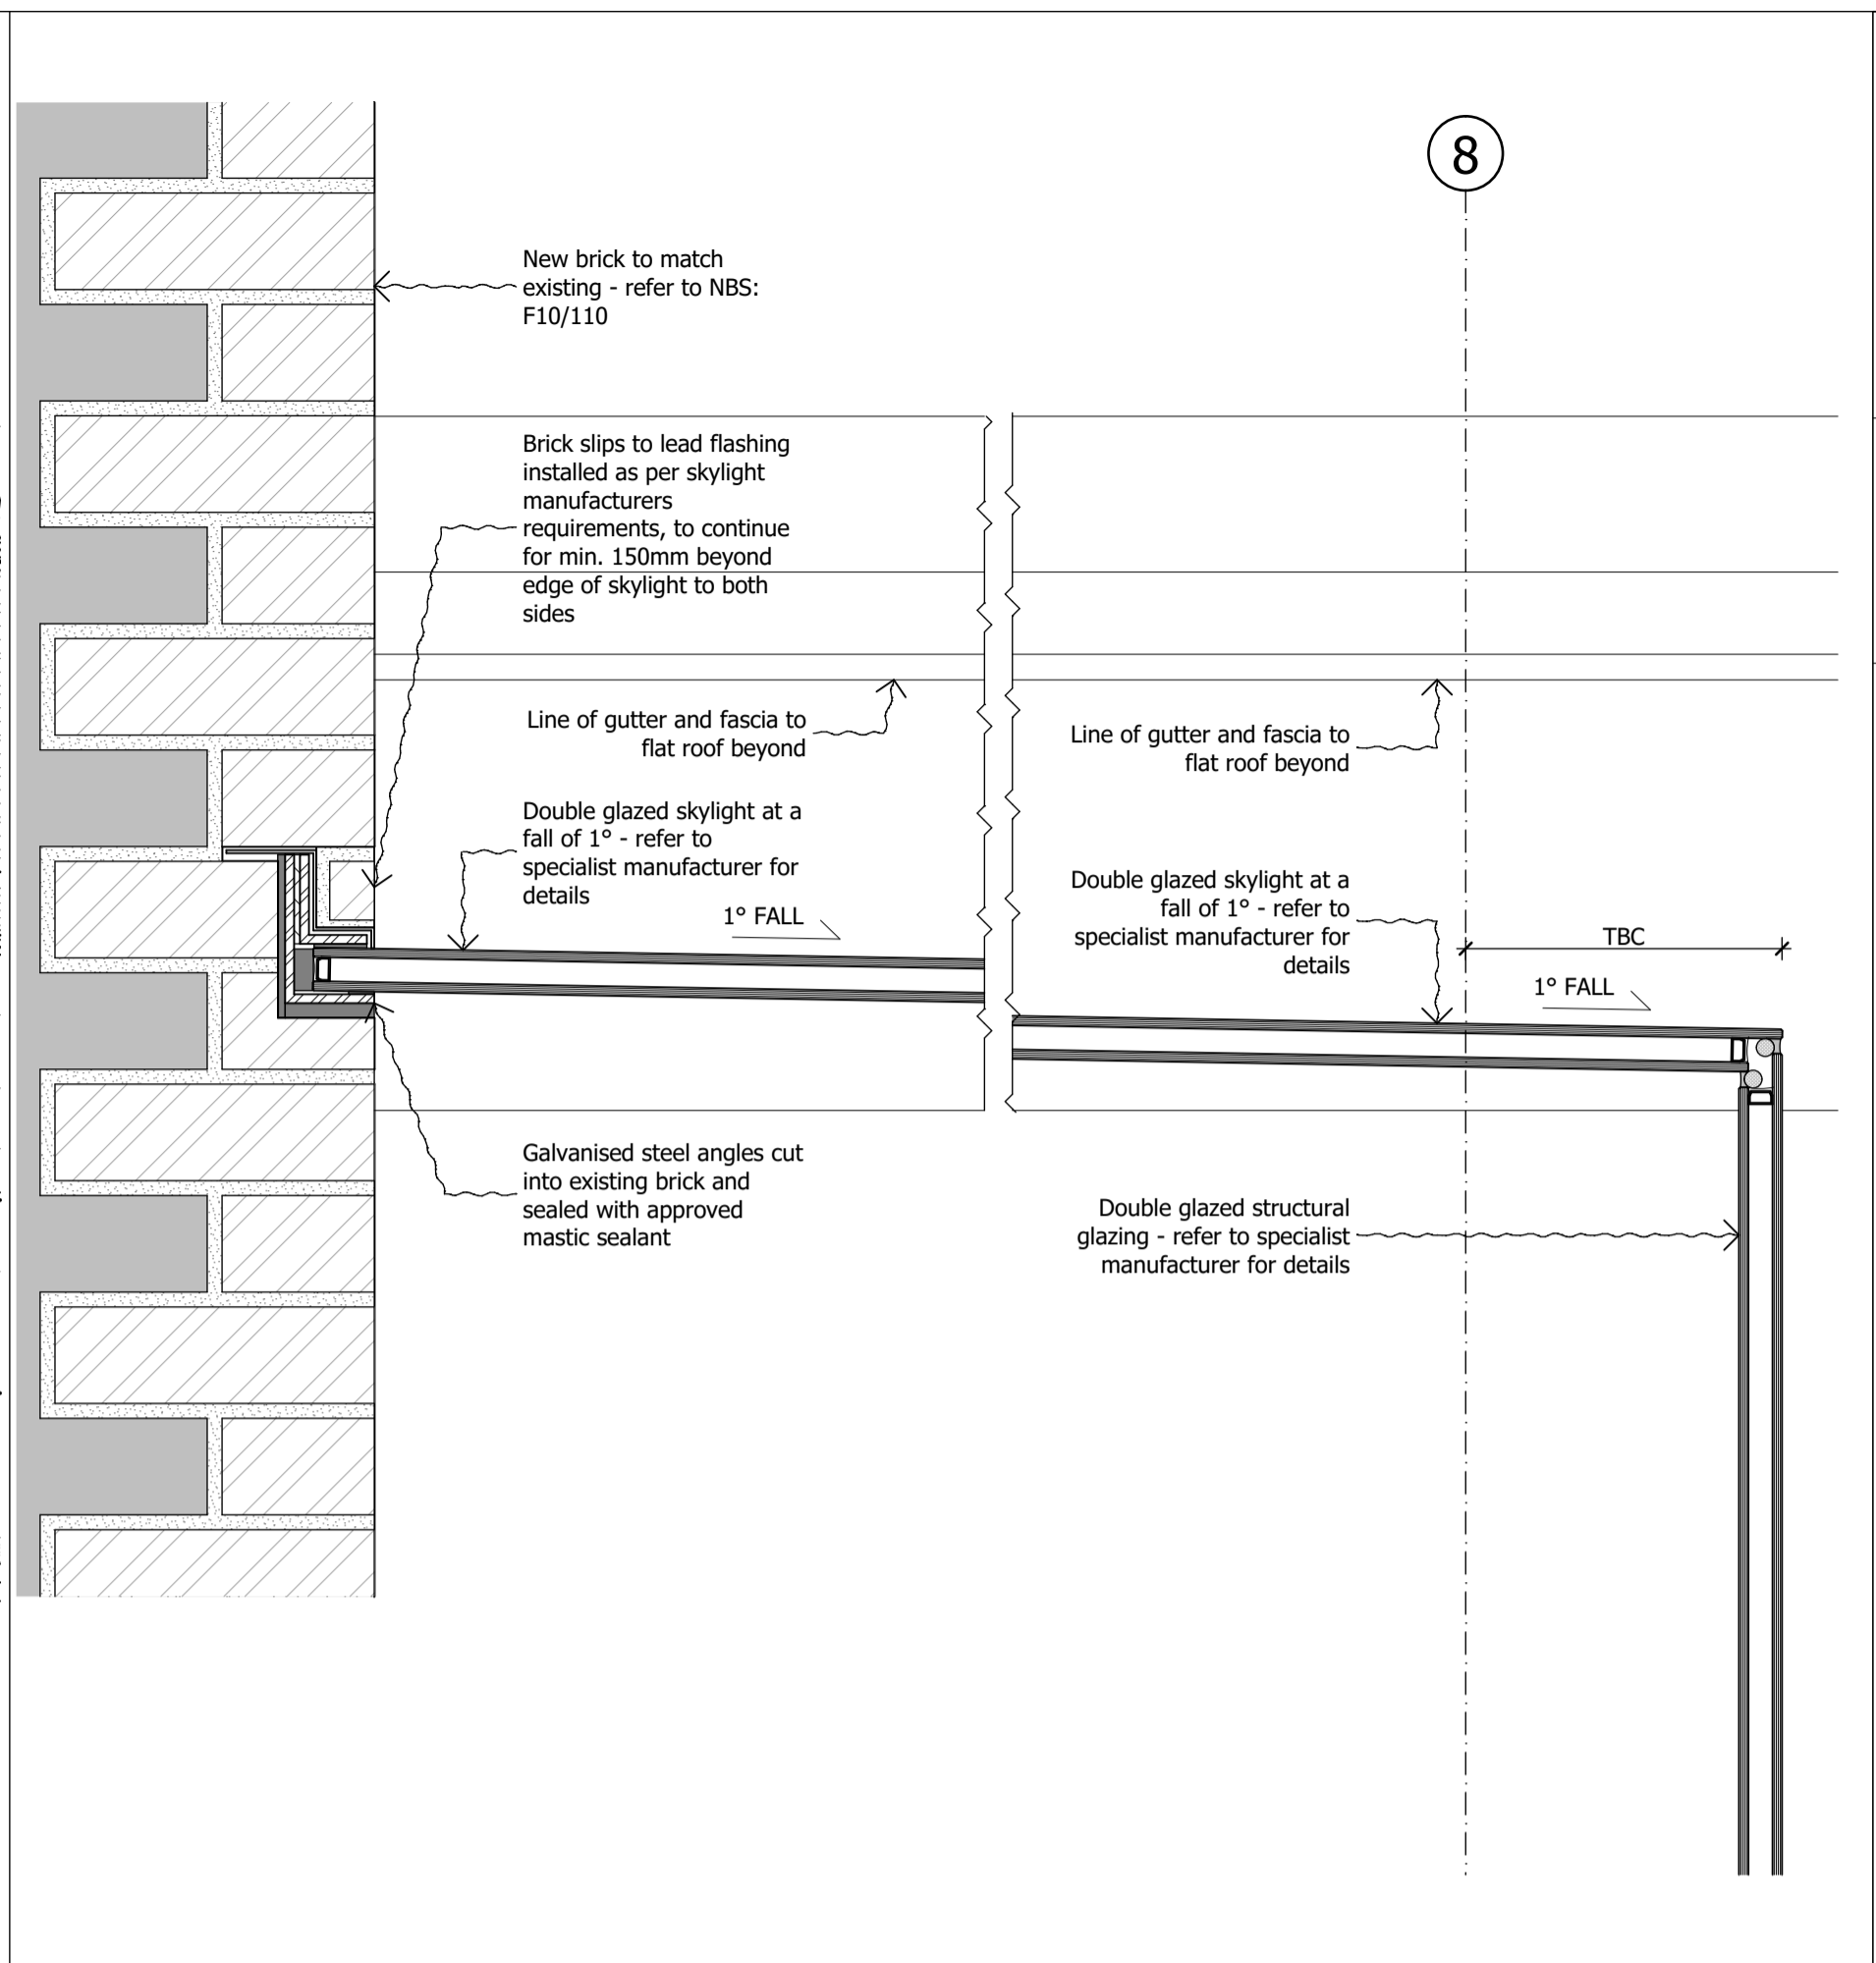 8
New brick to match
existing - refer to NBS:
F10/110
Brick slips to lead flashing
installed as per skylight
manufacturers
requirements, to continue
for min. 150mm beyond
edge of skylight to both
sides
Line of gutter and fascia to
flat roof beyond
Line of gutter and fascia to
flat roof beyond
Double glazed skylight at a
fall of 1° - refer to
specialist manufacturer for
details
1° FALL
Double glazed skylight at a
fall of 1° - refer to
specialist manufacturer for
details
TBC
1° FALL
Galvanised steel angles cut
into existing brick and
sealed with approved
mastic sealant
Double glazed structural
glazing - refer to specialist
manufacturer for details